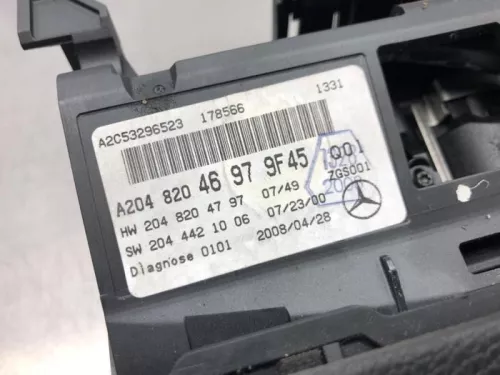 A2C53296523 178566 1331
A204 820 46 97 9F45 001
HW 204 820 47 97 07/49 ZGS001
SW 204 442 10 06 07/23/00
Diagnose 0101 2008/04/28